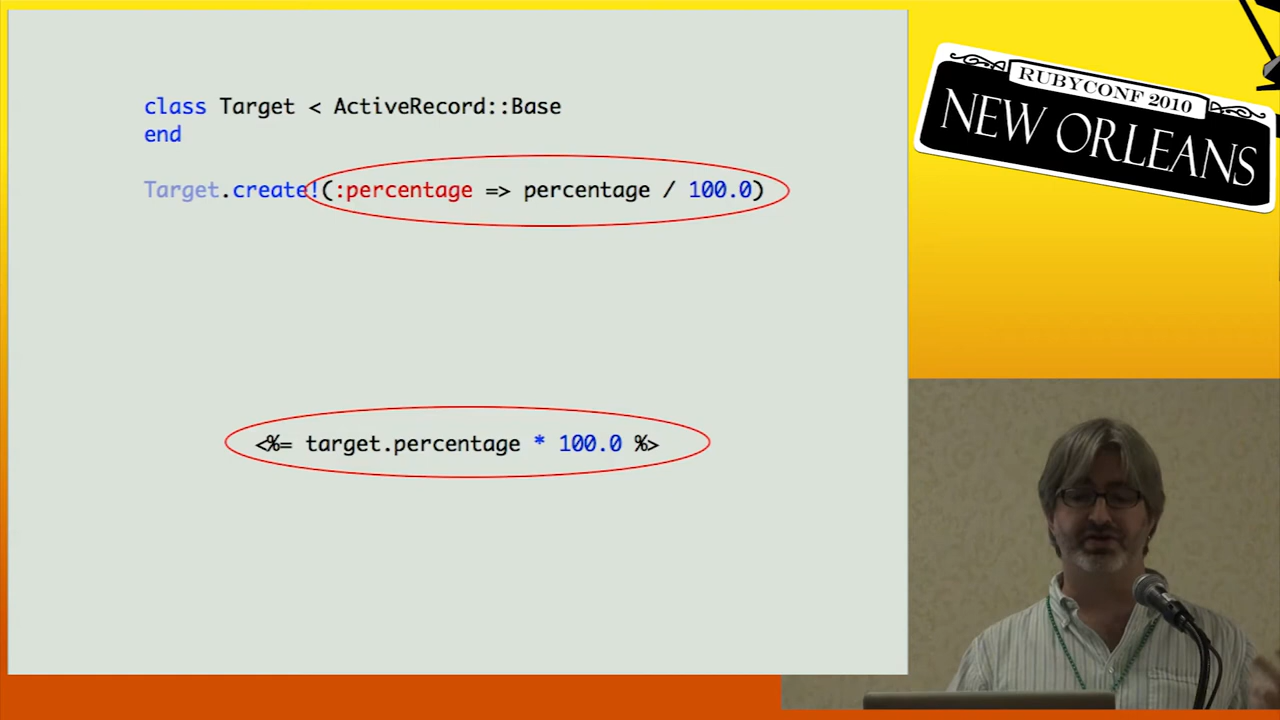 class Target < ActiveRecord::Base
end
Target.create!(:percentage => percentage / 100.0)
<%= target.percentage * 100.0 %>
RUBYCONF 2010
NEW ORLEANS